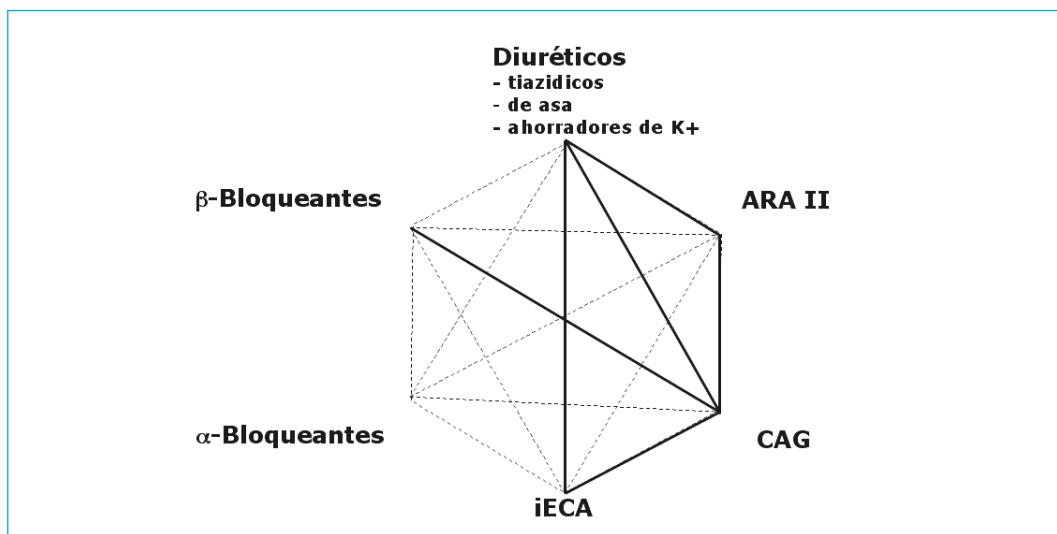 Diuréticos
- tiazidicos
- de asa
- ahorradores de K+
β-Bloqueantes
ARA II
α-Bloqueantes
CAG
iECA